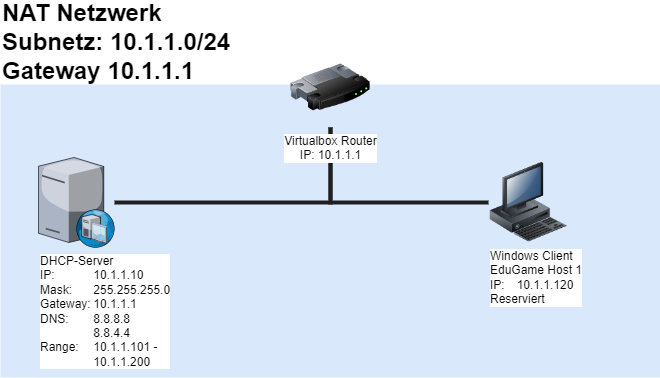 NAT Netzwerk
Subnetz: 10.1.1.0/24
Gateway 10.1.1.1
Virtualbox Router
IP: 10.1.1.1
DHCP-Server
IP: 10.1.1.10
Mask: 255.255.255.0
Gateway: 10.1.1.1
DNS: 8.8.8.8
8.8.4.4
Range: 10.1.1.101 -
10.1.1.200
Windows Client
EduGame Host 1
IP: 10.1.1.120
Reserviert